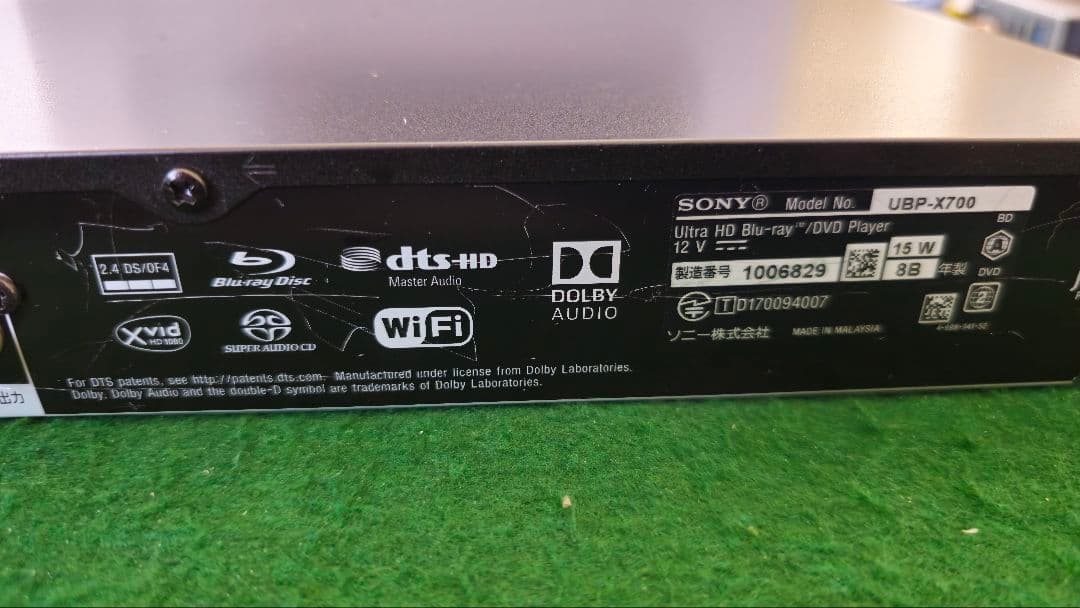 2.4 DS/0F4
Blu-ray Disc
dts-HD
Master Audio
DOLBY
AUDIO
Xvid
HD 1080
SUPER AUDIO CD
Wi Fi
For DTS patents, see http://patents.dts.com. Manufactured under license from Dolby Laboratories.
Dolby, Dolby Audio and the double-D symbol are trademarks of Dolby Laboratories.
出力
SONY® Model No. UBP-X700
Ultra HD Blu-ray™/DVD Player
12 V 15 W
製造番号 1006829 8B 年製
BD
A
DVD
2
T D170094007
ソニー株式会社 MADE IN MALAYSIA